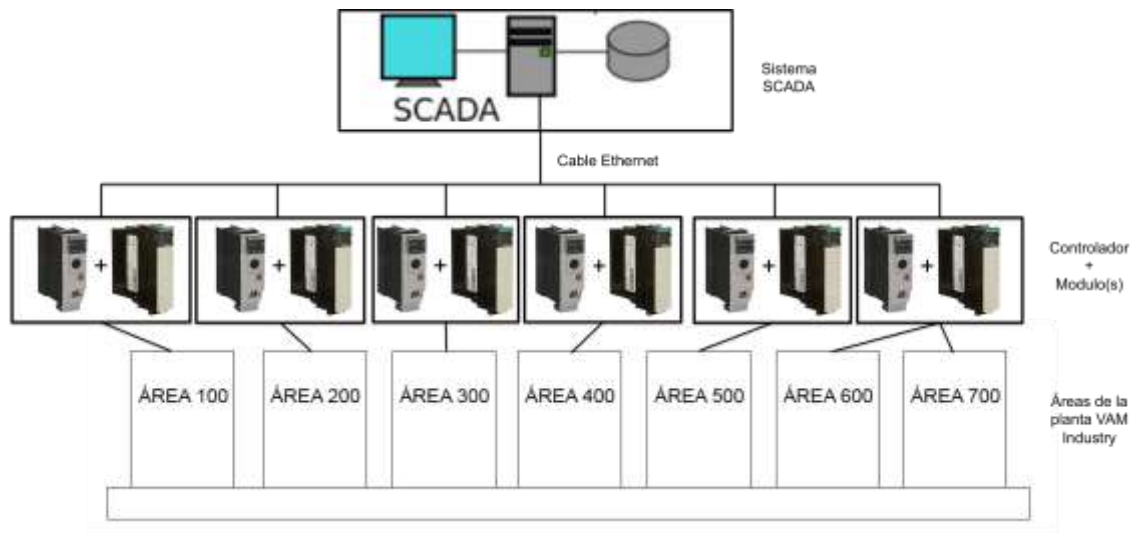 SCADA
Sistema
SCADA
Cable Ethernet
+
+
+
+
+
+
Controlador
+
Modulo(s)
ÁREA 100
ÁREA 200
ÁREA 300
ÁREA 400
ÁREA 500
ÁREA 600
ÁREA 700
Áreas de la
planta VAM
Industry